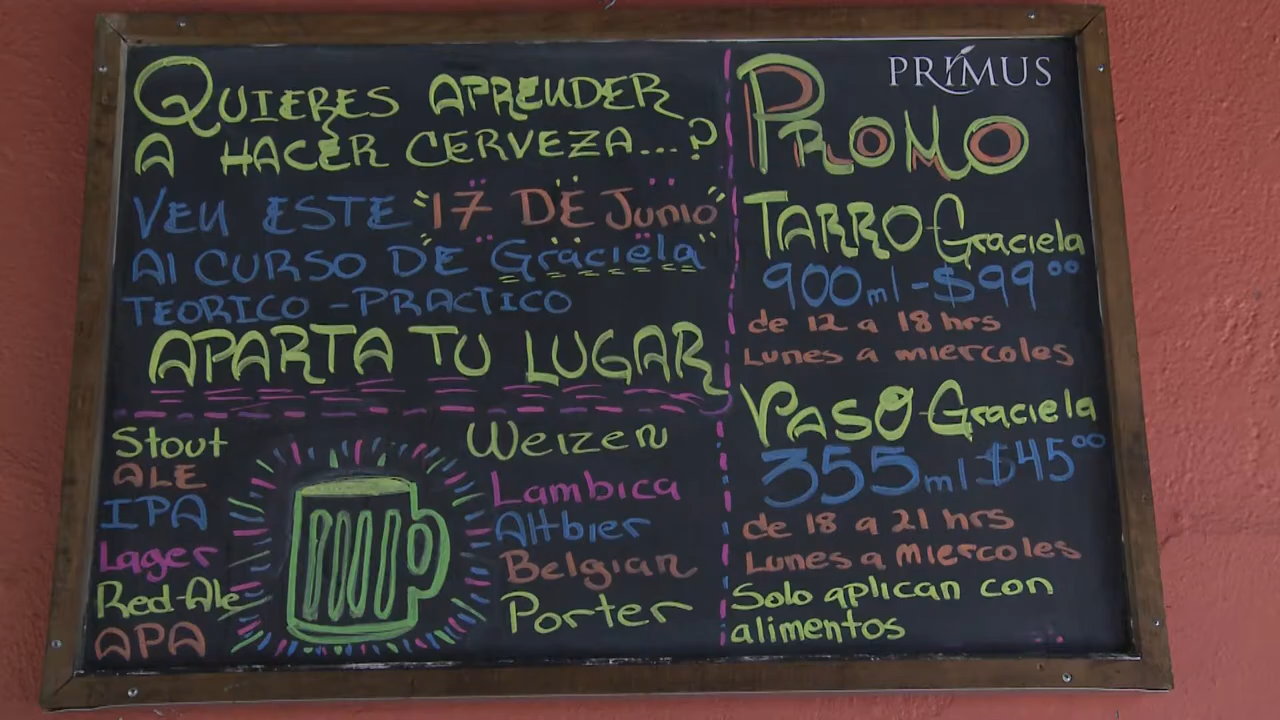 QUIERES APRENDER
A HACER CERVEZA...?
VEN ESTE "17 DE Junio"
Al CURSO DE "Graciela"
TEORICO - PRACTICO
APARTA TU LUGAR
Stout
ALE
IPA
Lager
Red-Ale
APA
Weizen
Lambica
Altbier
Belgian
Porter
PRIMUS
PROMO
TARRO-Graciela
900ml-$99°°
de 12 a 18 hrs
Lunes a miercoles
VASO-Graciela
355ml $45°°
de 18 a 21 hrs
Lunes a miercoles
Solo aplican con
alimentos